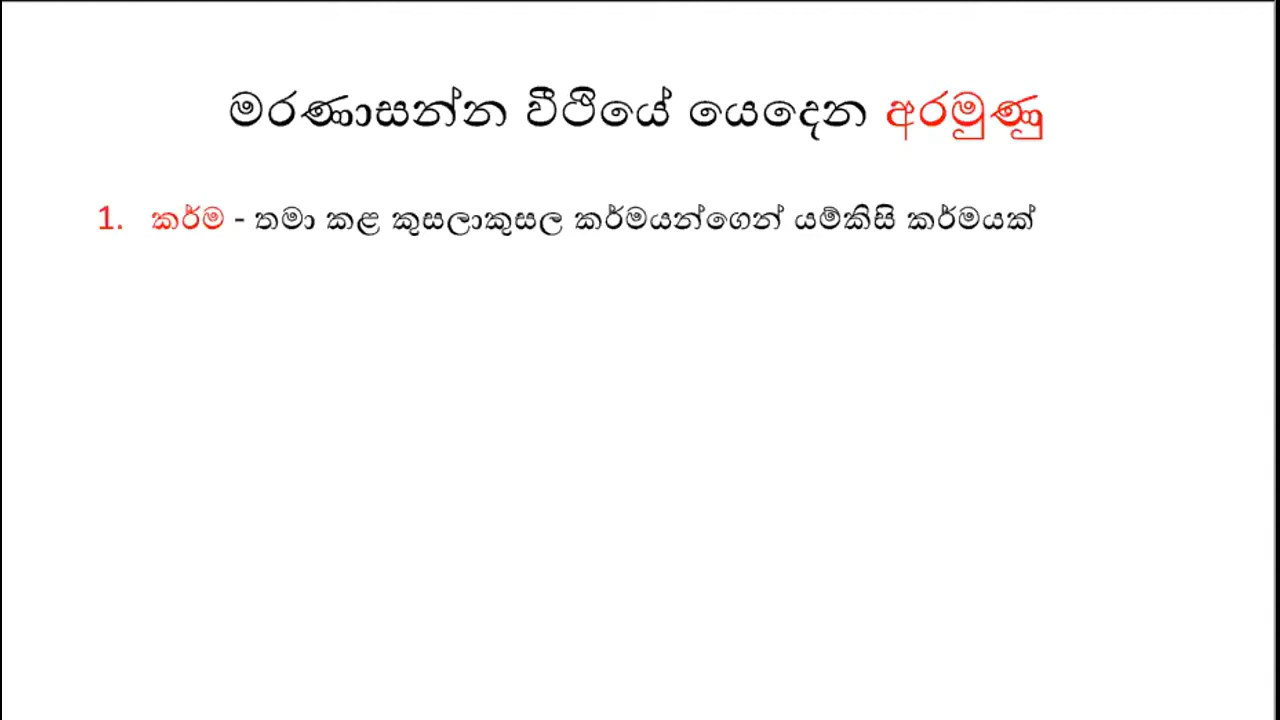 මරණාසන්න වීථියේ යෙදෙන අරමුණු
1. කර්ම - තමා කළ කුසලාකුසල කර්මයන්ගෙන් යම්කිසි කර්මයක්